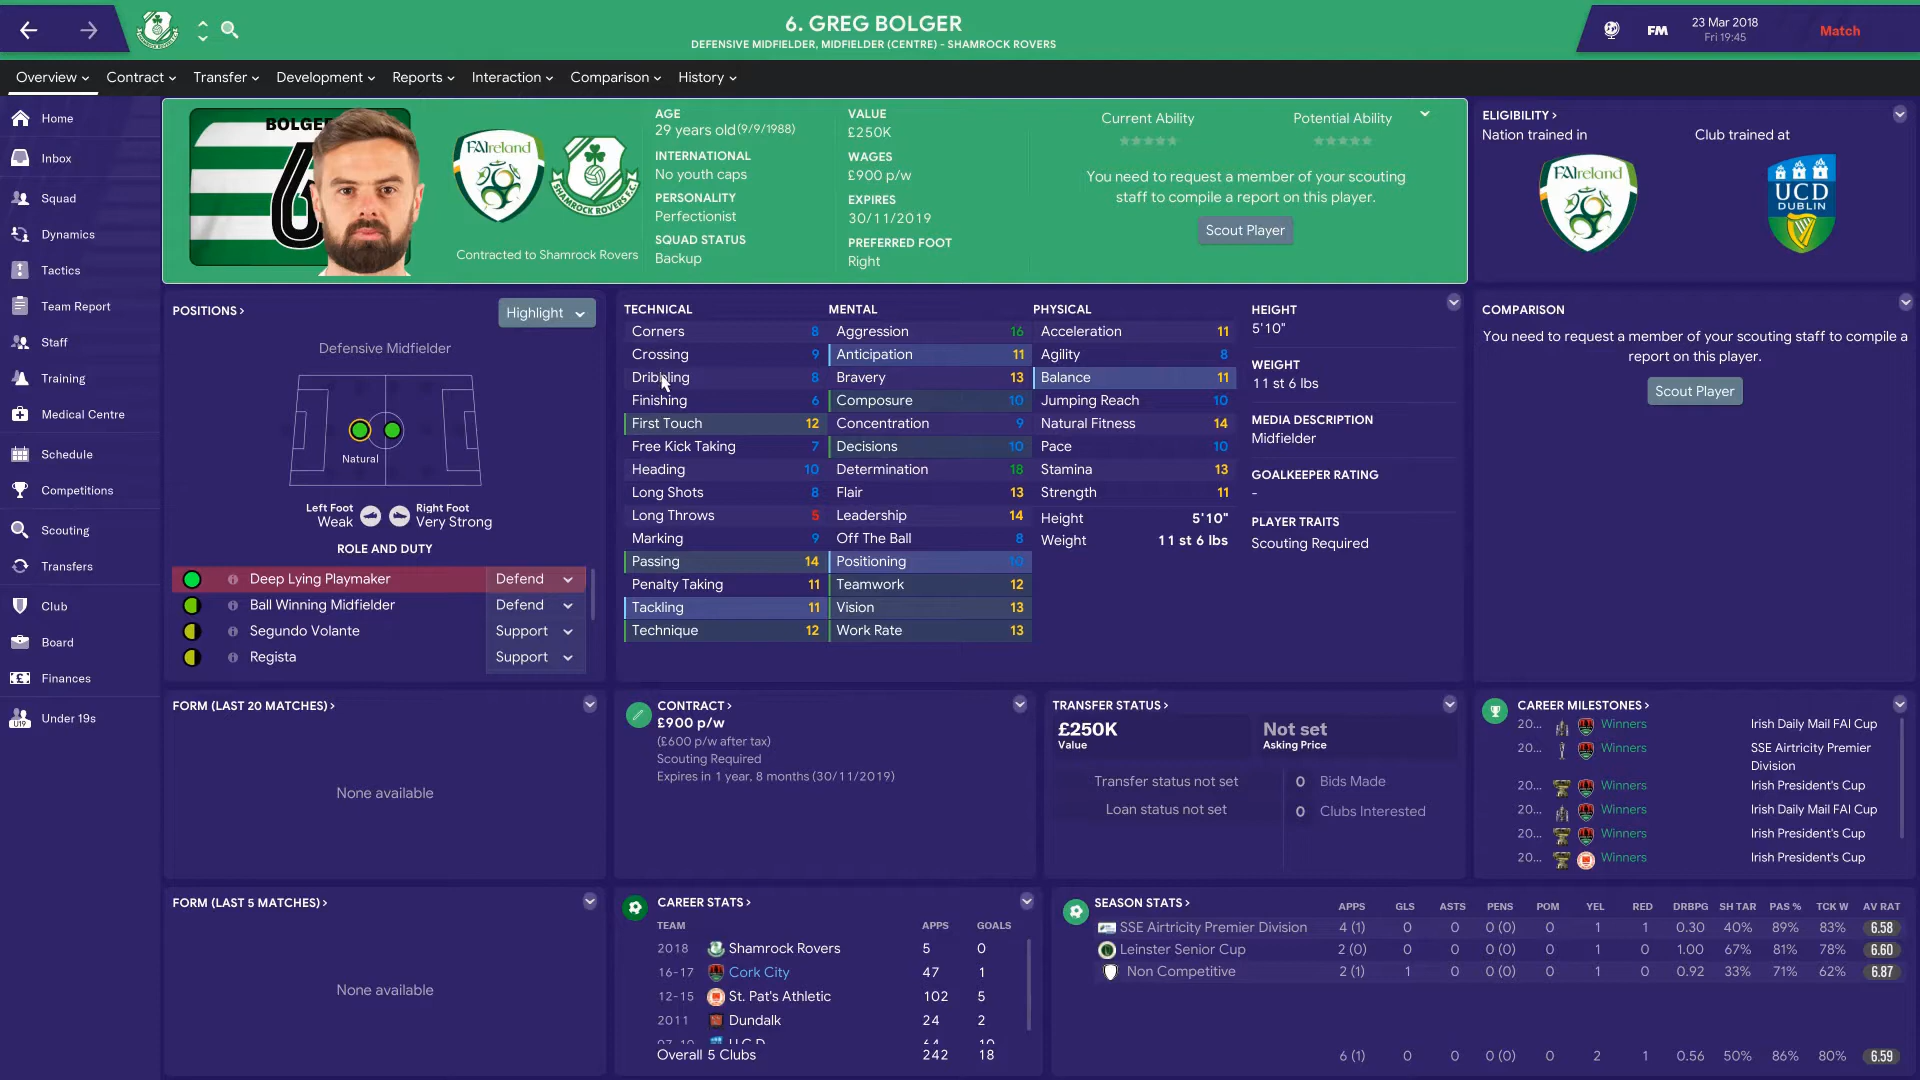 6. GREG BOLGER
DEFENSIVE MIDFIELDER, MIDFIELDER (CENTRE) - SHAMROCK ROVERS
FM
23 Mar 2018
Fri 19:45
Match
Overview
Contract
Transfer
Development
Reports
Interaction
Comparison
History
Home
Inbox
Squad
Dynamics
Tactics
Team Report
Staff
Training
Medical Centre
Schedule
Competitions
Scouting
Transfers
Club
Board
Finances
U19
Under 19s
6
FAIreland
SHAMROCK ROVERS F.C.
Contracted to Shamrock Rovers
AGE
29 years old (9/9/1988)
INTERNATIONAL
No youth caps
PERSONALITY
Perfectionist
SQUAD STATUS
Backup
VALUE
£250K
WAGES
£900 p/w
EXPIRES
30/11/2019
PREFERRED FOOT
Right
Current Ability
Potential Ability
You need to request a member of your scouting
staff to compile a report on this player.
Scout Player
ELIGIBILITY >
Nation trained in
Club trained at
FAIreland
UCD
DUBLIN
POSITIONS >
Highlight
Defensive Midfielder
Natural
Left Foot
Weak
Right Foot
Very Strong
ROLE AND DUTY
Deep Lying Playmaker Defend
Ball Winning Midfielder Defend
Segundo Volante Support
Regista Support
TECHNICAL
Corners 8
Crossing 9
Dribbling 8
Finishing 6
First Touch 12
Free Kick Taking 7
Heading 10
Long Shots 8
Long Throws 5
Marking 9
Passing 14
Penalty Taking 11
Tackling 11
Technique 12
MENTAL
Aggression 16
Anticipation 11
Bravery 13
Composure 10
Concentration 9
Decisions 10
Determination 18
Flair 13
Leadership 14
Off The Ball 8
Positioning 10
Teamwork 12
Vision 13
Work Rate 13
PHYSICAL
Acceleration 11
Agility 8
Balance 11
Jumping Reach 10
Natural Fitness 14
Pace 10
Stamina 13
Strength 11
Height 5'10"
Weight 11 st 6 lbs
HEIGHT
5'10"
WEIGHT
11 st 6 lbs
MEDIA DESCRIPTION
Midfielder
GOALKEEPER RATING
-
PLAYER TRAITS
Scouting Required
COMPARISON
You need to request a member of your scouting staff to compile a
report on this player.
Scout Player
FORM (LAST 20 MATCHES) >
None available
CONTRACT >
£900 p/w
(£600 p/w after tax)
Scouting Required
Expires in 1 year, 8 months (30/11/2019)
TRANSFER STATUS >
£250K
Value
Not set
Asking Price
Transfer status not set
Loan status not set
0 Bids Made
0 Clubs Interested
CAREER MILESTONES >
20... Winners Irish Daily Mail FAI Cup
20... Winners SSE Airtricity Premier
Division
20... Winners Irish President's Cup
20... Winners Irish Daily Mail FAI Cup
20... Winners Irish President's Cup
20... Winners Irish President's Cup
FORM (LAST 5 MATCHES) >
None available
CAREER STATS >
TEAM APPS GOALS
2018 Shamrock Rovers 5 0
16-17 Cork City 47 1
12-15 St. Pat's Athletic 102 5
2011 Dundalk 24 2
Overall 5 Clubs 242 18
SEASON STATS > APPS GLS ASTS PENS POM YEL RED DRBPG SH TAR PAS % TCK W AV RAT
SSE Airtricity Premier Division 4 (1) 0 0 0 (0) 0 1 1 0.30 40% 89% 83% 6.58
Leinster Senior Cup 2 (0) 0 0 0 (0) 0 1 0 1.00 67% 81% 78% 6.60
Non Competitive 2 (1) 1 0 0 (0) 0 1 0 0.92 33% 71% 62% 6.87
6 (1) 0 0 0 (0) 0 2 1 0.56 50% 86% 80% 6.59